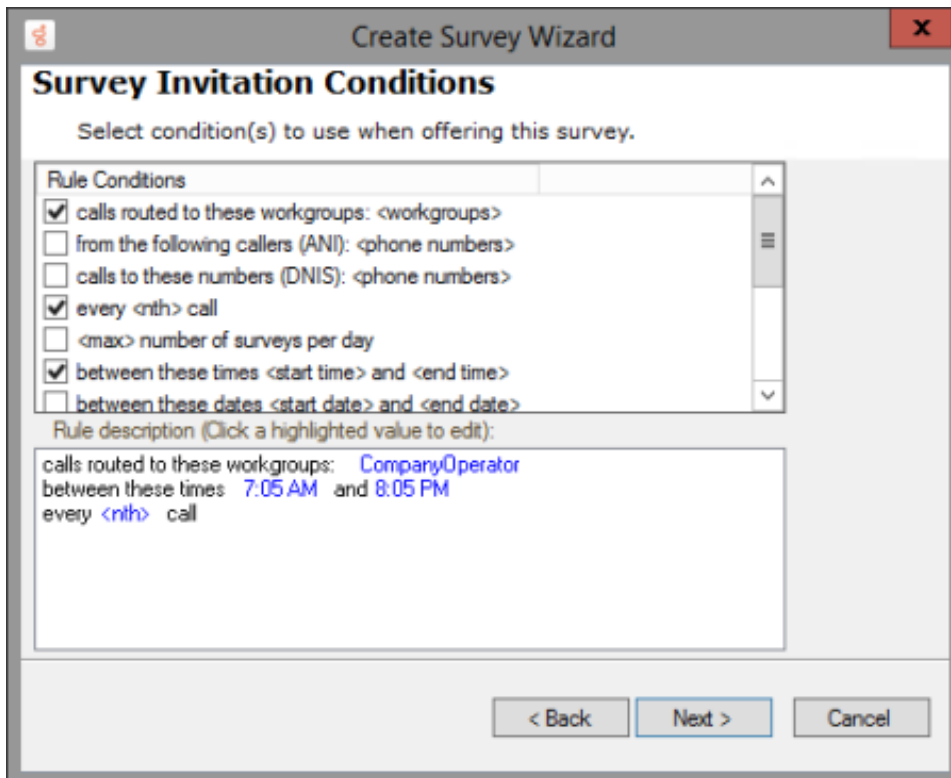 Create Survey Wizard
x
Survey Invitation Conditions
Select condition(s) to use when offering this survey.
Rule Conditions
calls routed to these workgroups: <workgroups>
from the following callers (ANI): <phone numbers>
calls to these numbers (DNIS): <phone numbers>
every <nth> call
<max> number of surveys per day
between these times <start time> and <end time>
between these dates <start date> and <end date>
Rule description (Click a highlighted value to edit):
calls routed to these workgroups: CompanyOperator
between these times 7:05 AM and 8:05 PM
every <nth> call
< Back Next > Cancel